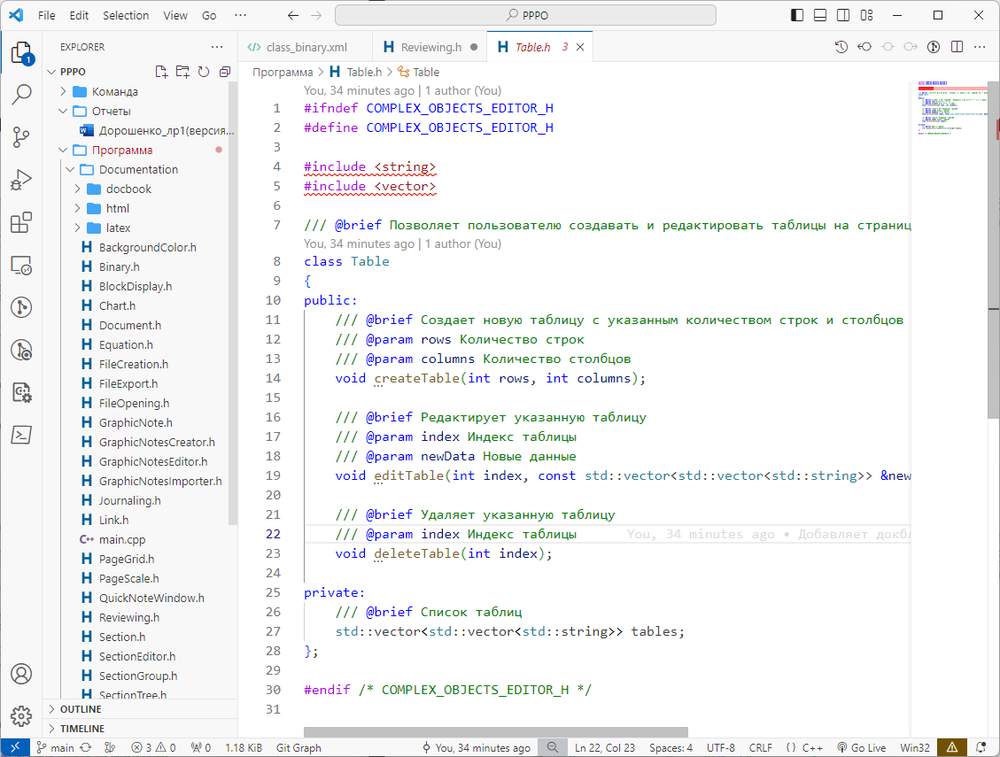 File Edit Selection View Go ··· PPPO
EXPLORER ···
PPPO
Команда
Отчеты
Дорошенко_лр1(версия...
Программа
Documentation
docbook
html
latex
BackgroundColor.h
Binary.h
BlockDisplay.h
Chart.h
Document.h
Equation.h
FileCreation.h
FileExport.h
FileOpening.h
GraphicNote.h
GraphicNotesCreator.h
GraphicNotesEditor.h
GraphicNotesImporter.h
Journaling.h
Link.h
main.cpp
PageGrid.h
PageScale.h
QuickNoteWindow.h
Reviewing.h
Section.h
SectionEditor.h
SectionGroup.h
SectionTree.h
OUTLINE
TIMELINE
1
class_binary.xml Reviewing.h Table.h 3
Программа > Table.h > Table
You, 34 minutes ago | 1 author (You)
1 #ifndef COMPLEX_OBJECTS_EDITOR_H
2 #define COMPLEX_OBJECTS_EDITOR_H
3
4 #include <string>
5 #include <vector>
6
7 /// @brief Позволяет пользователю создавать и редактировать таблицы на страниц
You, 34 minutes ago | 1 author (You)
8 class Table
9 {
10 public:
11 /// @brief Создает новую таблицу с указанным количеством строк и столбцов
12 /// @param rows Количество строк
13 /// @param columns Количество столбцов
14 void createTable(int rows, int columns);
15
16 /// @brief Редактирует указанную таблицу
17 /// @param index Индекс таблицы
18 /// @param newData Новые данные
19 void editTable(int index, const std::vector<std::vector<std::string>> &new
20
21 /// @brief Удаляет указанную таблицу
22 /// @param index Индекс таблицы You, 34 minutes ago • Добавляет докбл
23 void deleteTable(int index);
24
25 private:
26 /// @brief Список таблиц
27 std::vector<std::vector<std::string>> tables;
28 };
29
30 #endif /* COMPLEX_OBJECTS_EDITOR_H */
31
main 3 0 0 1.18 KiB Git Graph You, 34 minutes ago Ln 22, Col 23 Spaces: 4 UTF-8 CRLF { } C++ Go Live Win32